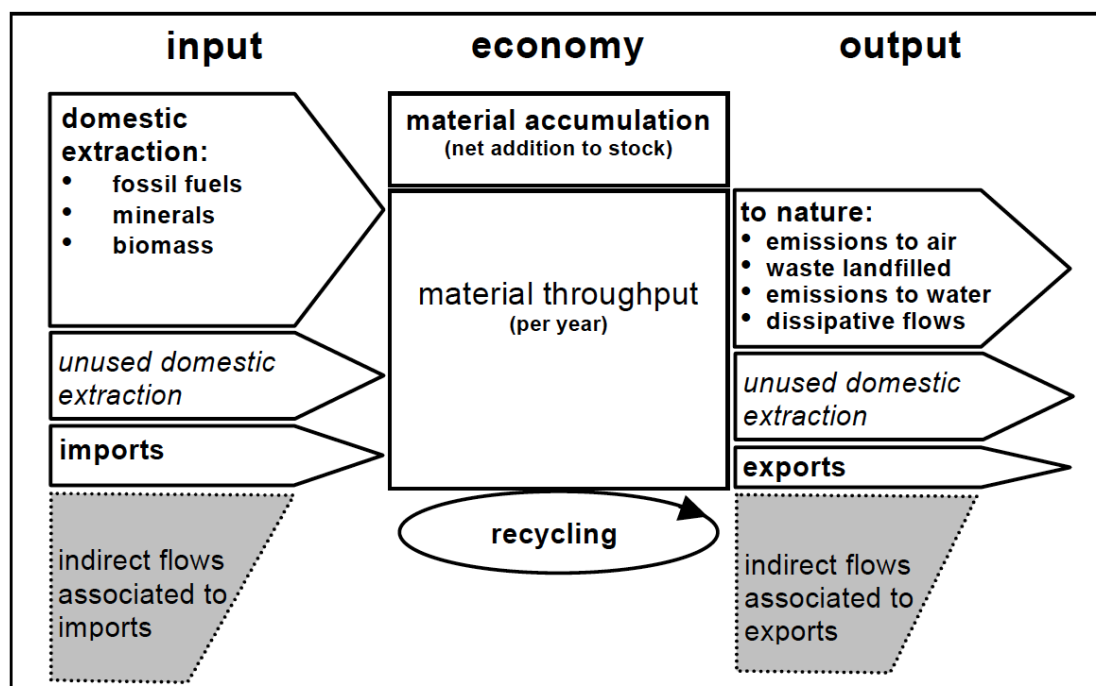 input
economy
output
domestic
extraction:
• fossil fuels
• minerals
• biomass
unused domestic
extraction
imports
indirect flows
associated to
imports
material accumulation
(net addition to stock)
material throughput
(per year)
recycling
to nature:
• emissions to air
• waste landfilled
• emissions to water
• dissipative flows
unused domestic
extraction
exports
indirect flows
associated to
exports